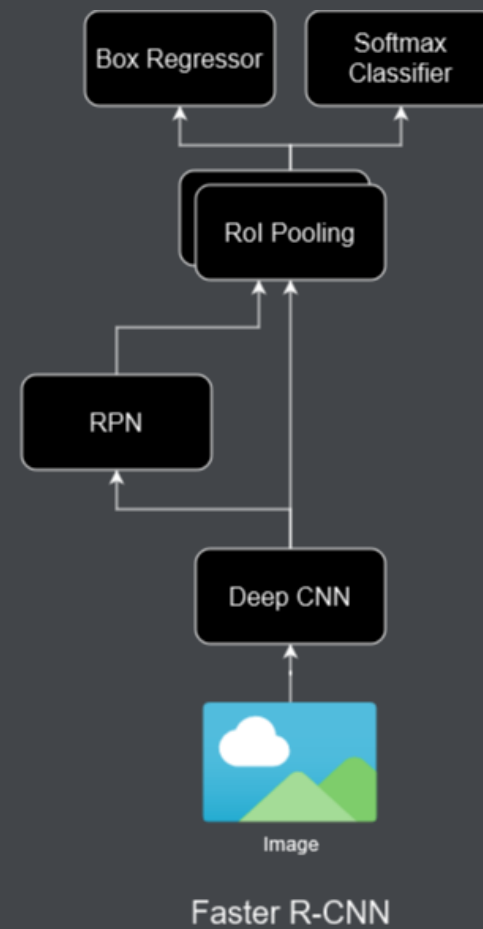 Box Regressor
Softmax
Classifier
RoI Pooling
RPN
Deep CNN
Image
Faster R-CNN